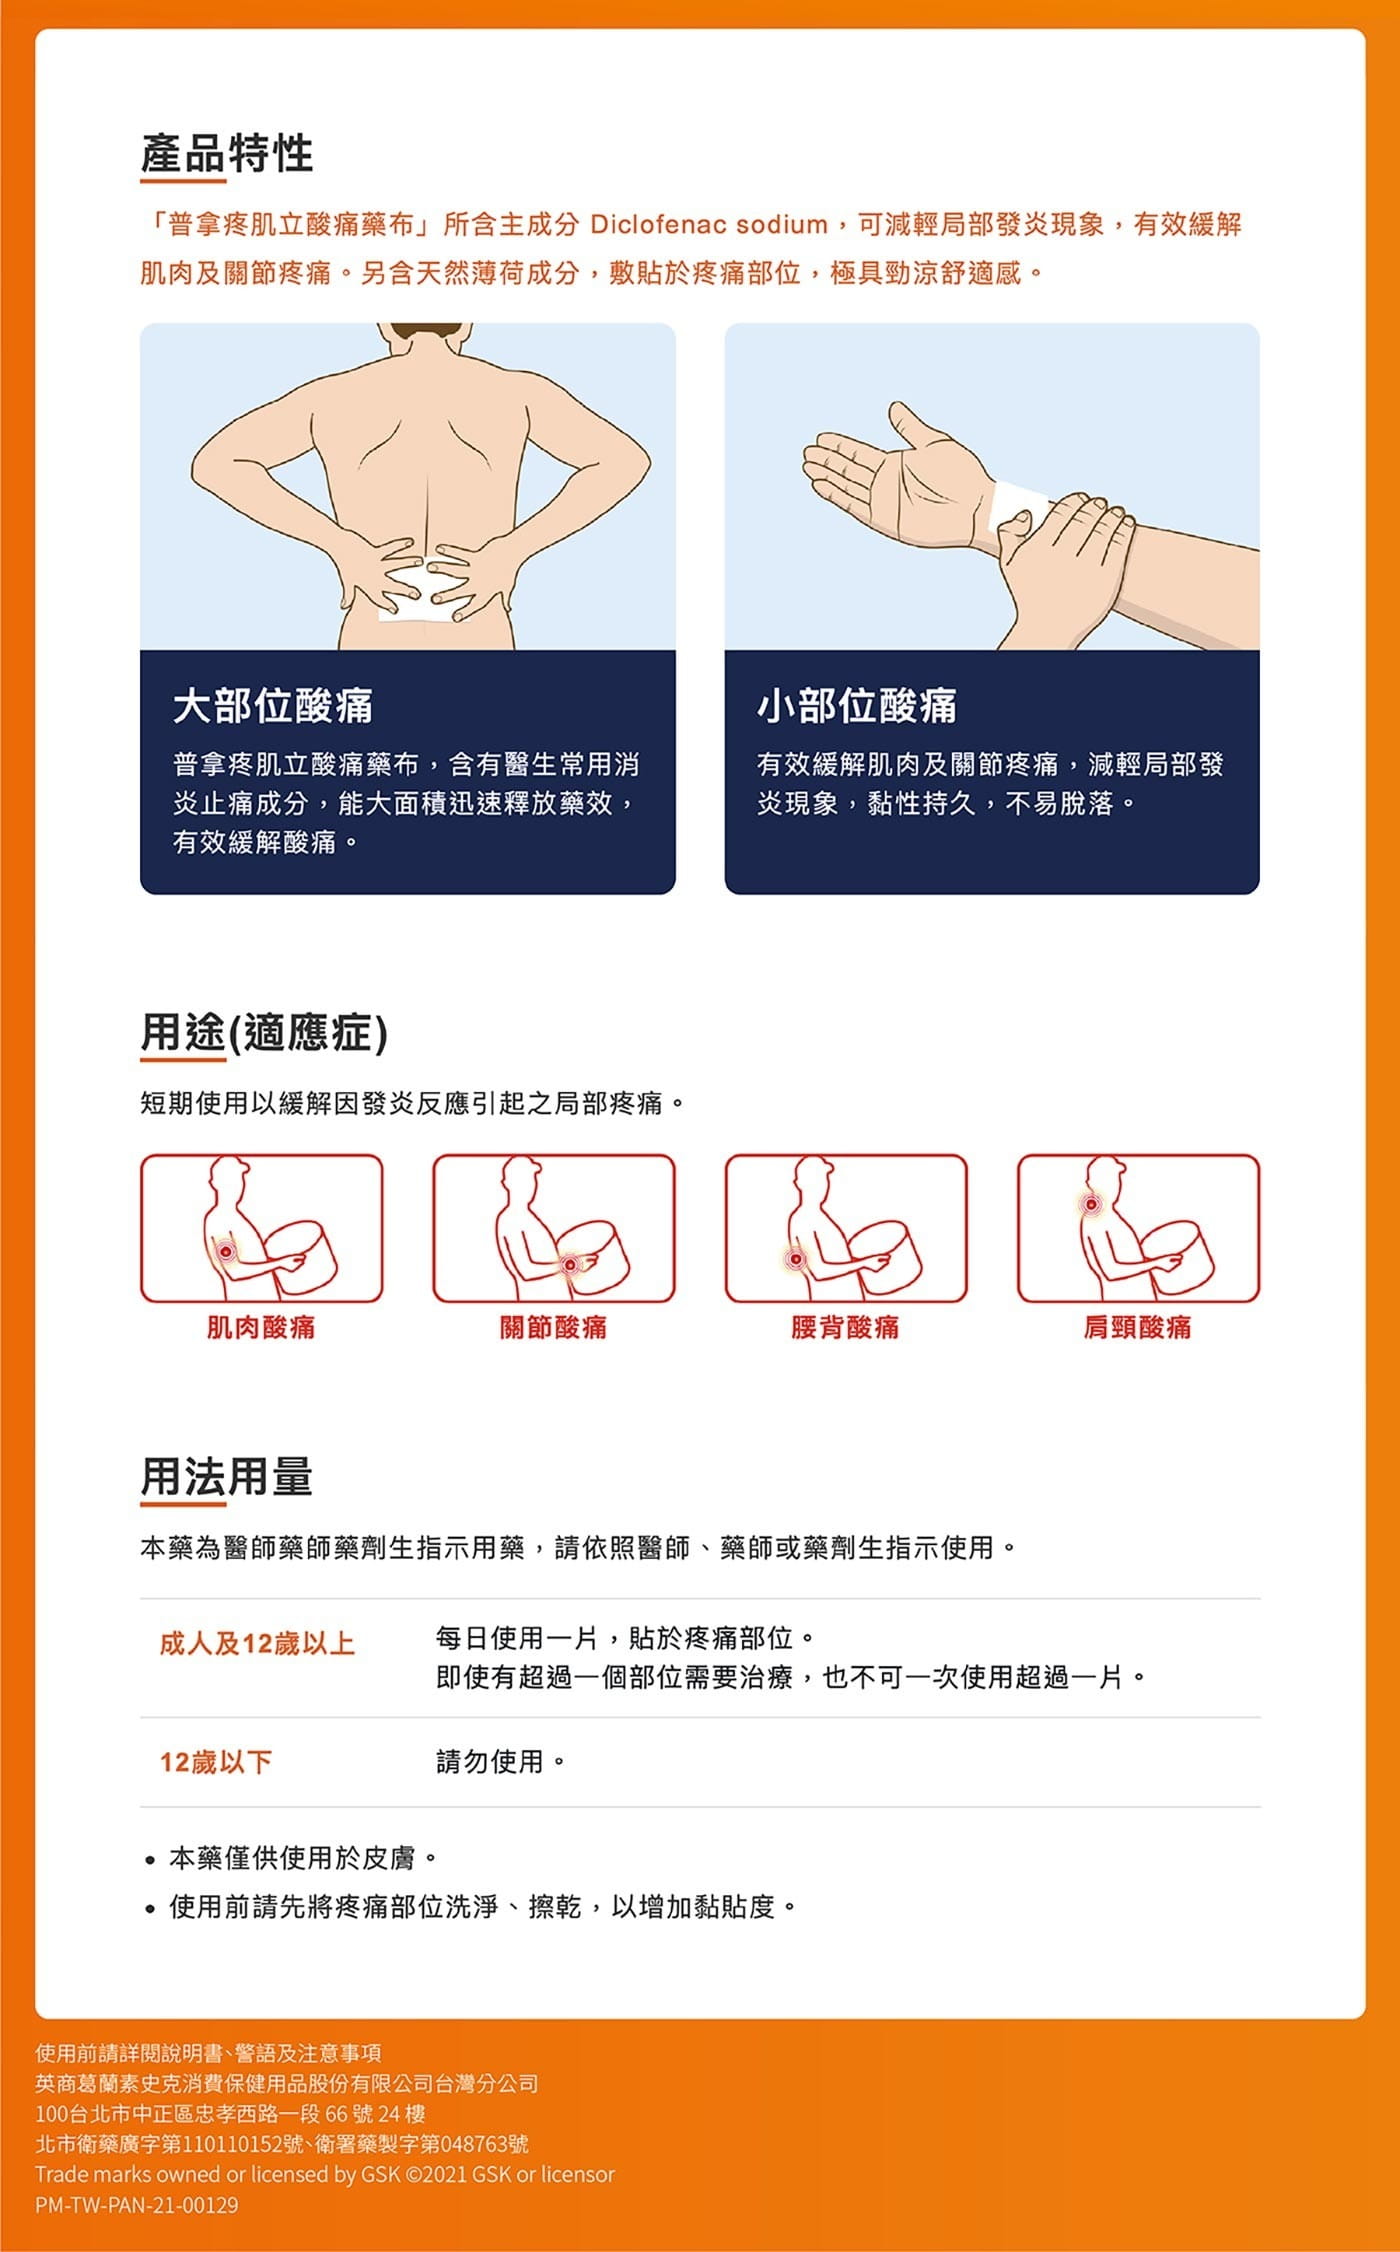 產品特性
「普拿疼肌立酸痛藥布」所含主成分 Diclofenac sodium，可減輕局部發炎現象，有效緩解
肌肉及關節疼痛。另含天然薄荷成分，敷貼於疼痛部位，極具勁涼舒適感。
大部位酸痛
普拿疼肌立酸痛藥布，含有醫生常用消
炎止痛成分，能大面積迅速釋放藥效，
有效緩解酸痛。
小部位酸痛
有效緩解肌肉及關節疼痛，減輕局部發
炎現象，黏性持久，不易脫落。
用途(適應症)
短期使用以緩解因發炎反應引起之局部疼痛。
肌肉酸痛
關節酸痛
腰背酸痛
肩頸酸痛
用法用量
本藥為醫師藥師藥劑生指示用藥，請依照醫師、藥師或藥劑生指示使用。
成人及12歲以上
每日使用一片，貼於疼痛部位。
即使有超過一個部位需要治療，也不可一次使用超過一片。
12歲以下
請勿使用。
• 本藥僅供使用於皮膚。
• 使用前請先將疼痛部位洗淨、擦乾，以增加黏貼度。
使用前請詳閱說明書、警語及注意事項
英商葛蘭素史克消費保健用品股份有限公司台灣分公司
100台北市中正區忠孝西路一段 66 號 24 樓
北市衛藥廣字第110110152號、衛署藥製字第048763號
Trade marks owned or licensed by GSK ©2021 GSK or licensor
PM-TW-PAN-21-00129